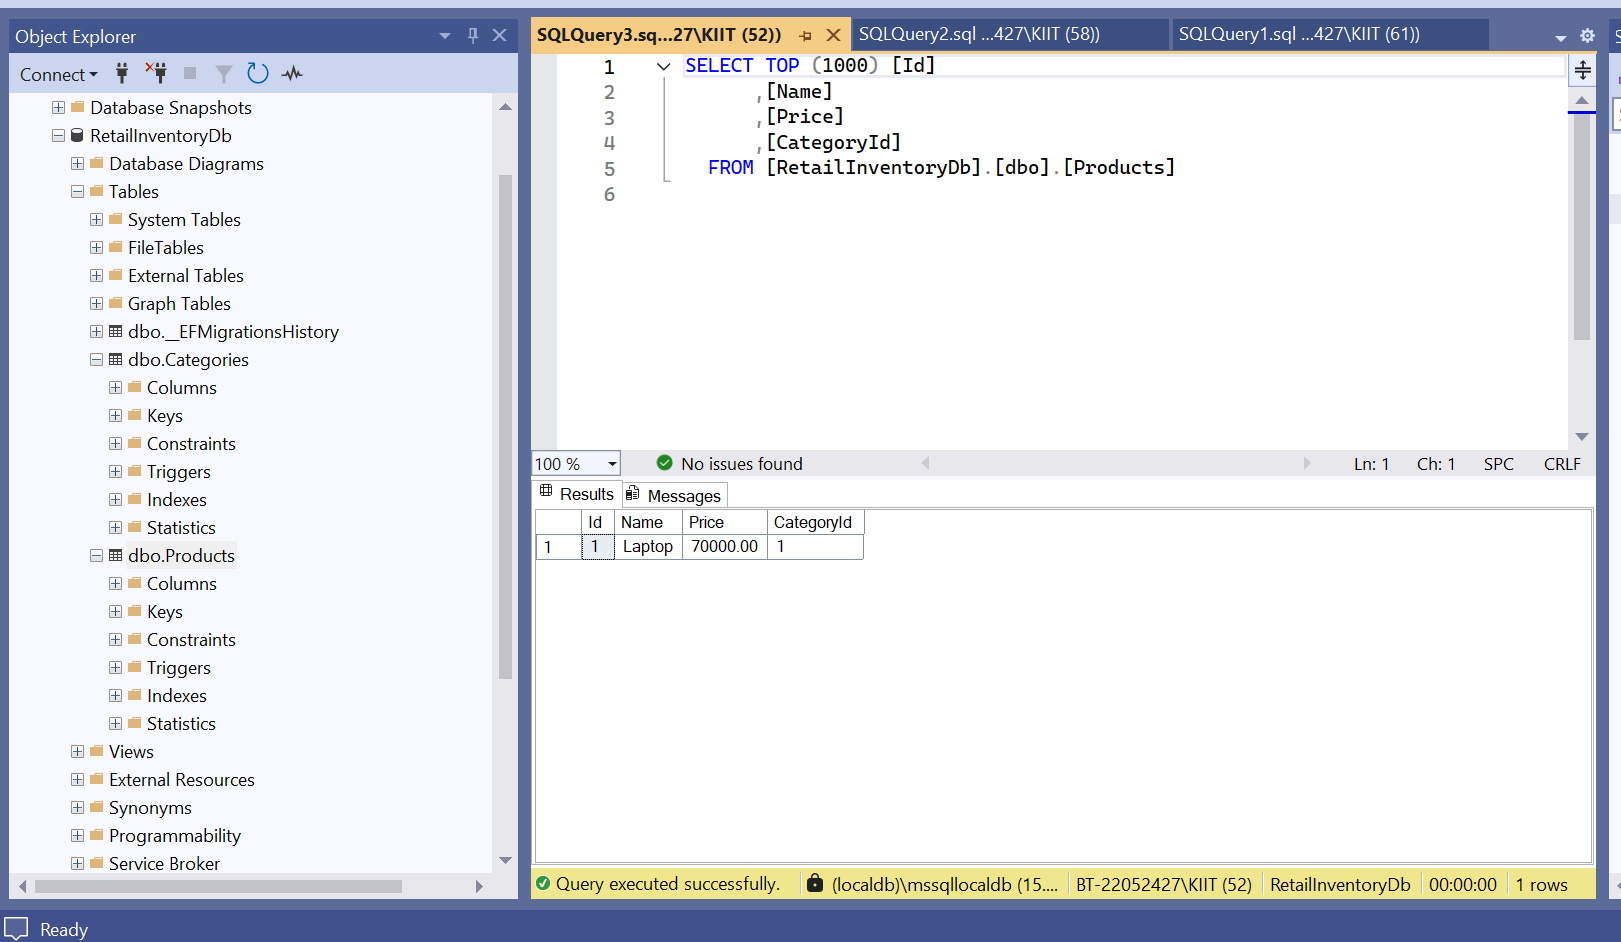 Object Explorer
Connect
Database Snapshots
RetailInventoryDb
Database Diagrams
Tables
System Tables
FileTables
External Tables
Graph Tables
dbo.__EFMigrationsHistory
dbo.Categories
Columns
Keys
Constraints
Triggers
Indexes
Statistics
dbo.Products
Columns
Keys
Constraints
Triggers
Indexes
Statistics
Views
External Resources
Synonyms
Programmability
Service Broker
SQLQuery3.sq...27\KIIT (52)) SQLQuery2.sql ...427\KIIT (58)) SQLQuery1.sql ...427\KIIT (61))
1 SELECT TOP (1000) [Id]
2 ,[Name]
3 ,[Price]
4 ,[CategoryId]
5 FROM [RetailInventoryDb].[dbo].[Products]
6
100 % No issues found Ln: 1 Ch: 1 SPC CRLF
Results Messages
Id Name Price CategoryId
1 1 Laptop 70000.00 1
Query executed successfully. (localdb)\mssqllocaldb (15.... BT-22052427\KIIT (52) RetailInventoryDb 00:00:00 1 rows
Ready